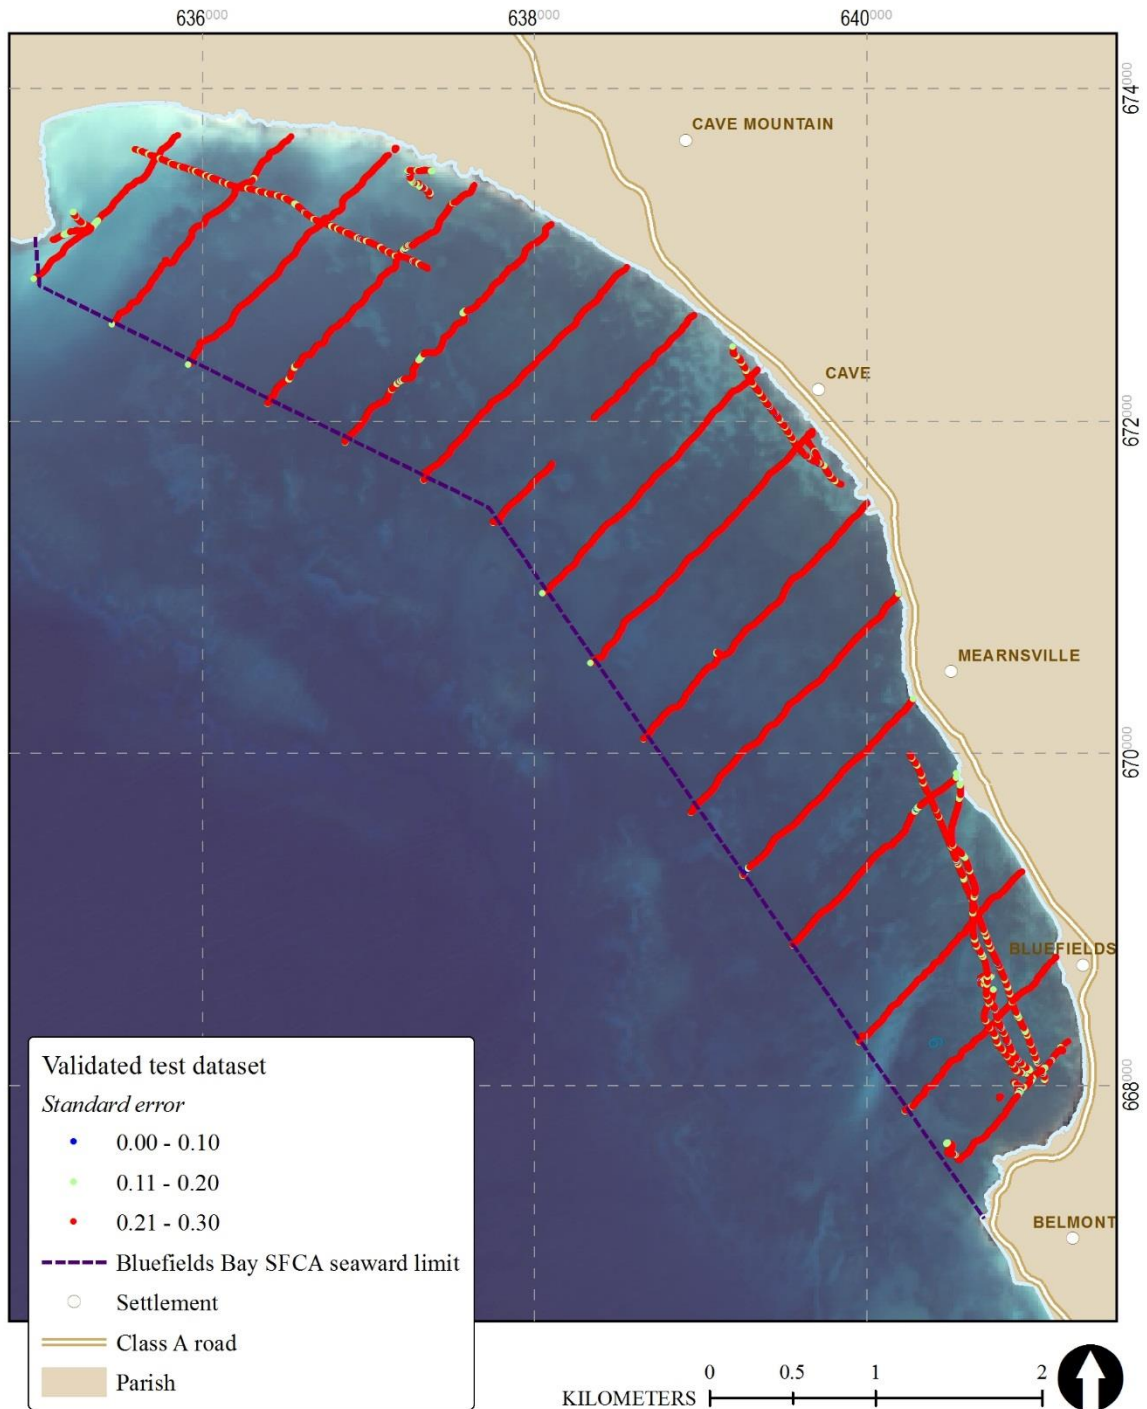 636000 638000 640000
674000
CAVE MOUNTAIN
CAVE
672000
MEARNSVILLE
670000
BLUEFIELDS
668000
BELMONT
Validated test dataset
Standard error
0.00 - 0.10
0.11 - 0.20
0.21 - 0.30
Bluefields Bay SFCA seaward limit
Settlement
Class A road
Parish
0 0.5 1 2
KILOMETERS